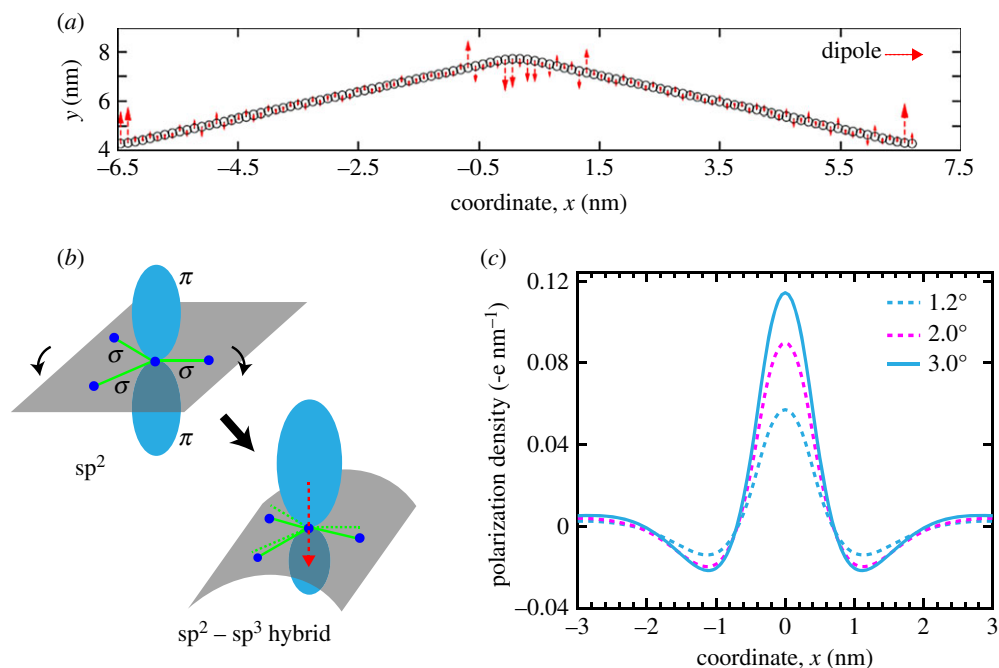 (a)
8
6
4
y (nm)
dipole
–6.5 –4.5 –2.5 –0.5 1.5 3.5 5.5 7.5
coordinate, x (nm)
(b)
π
σ
σ
σ
π
sp²
sp² – sp³ hybrid
(c)
0.12
0.08
0.04
0
–0.04
polarization density (-e nm⁻¹)
1.2°
2.0°
3.0°
–3 –2 –1 0 1 2 3
coordinate, x (nm)